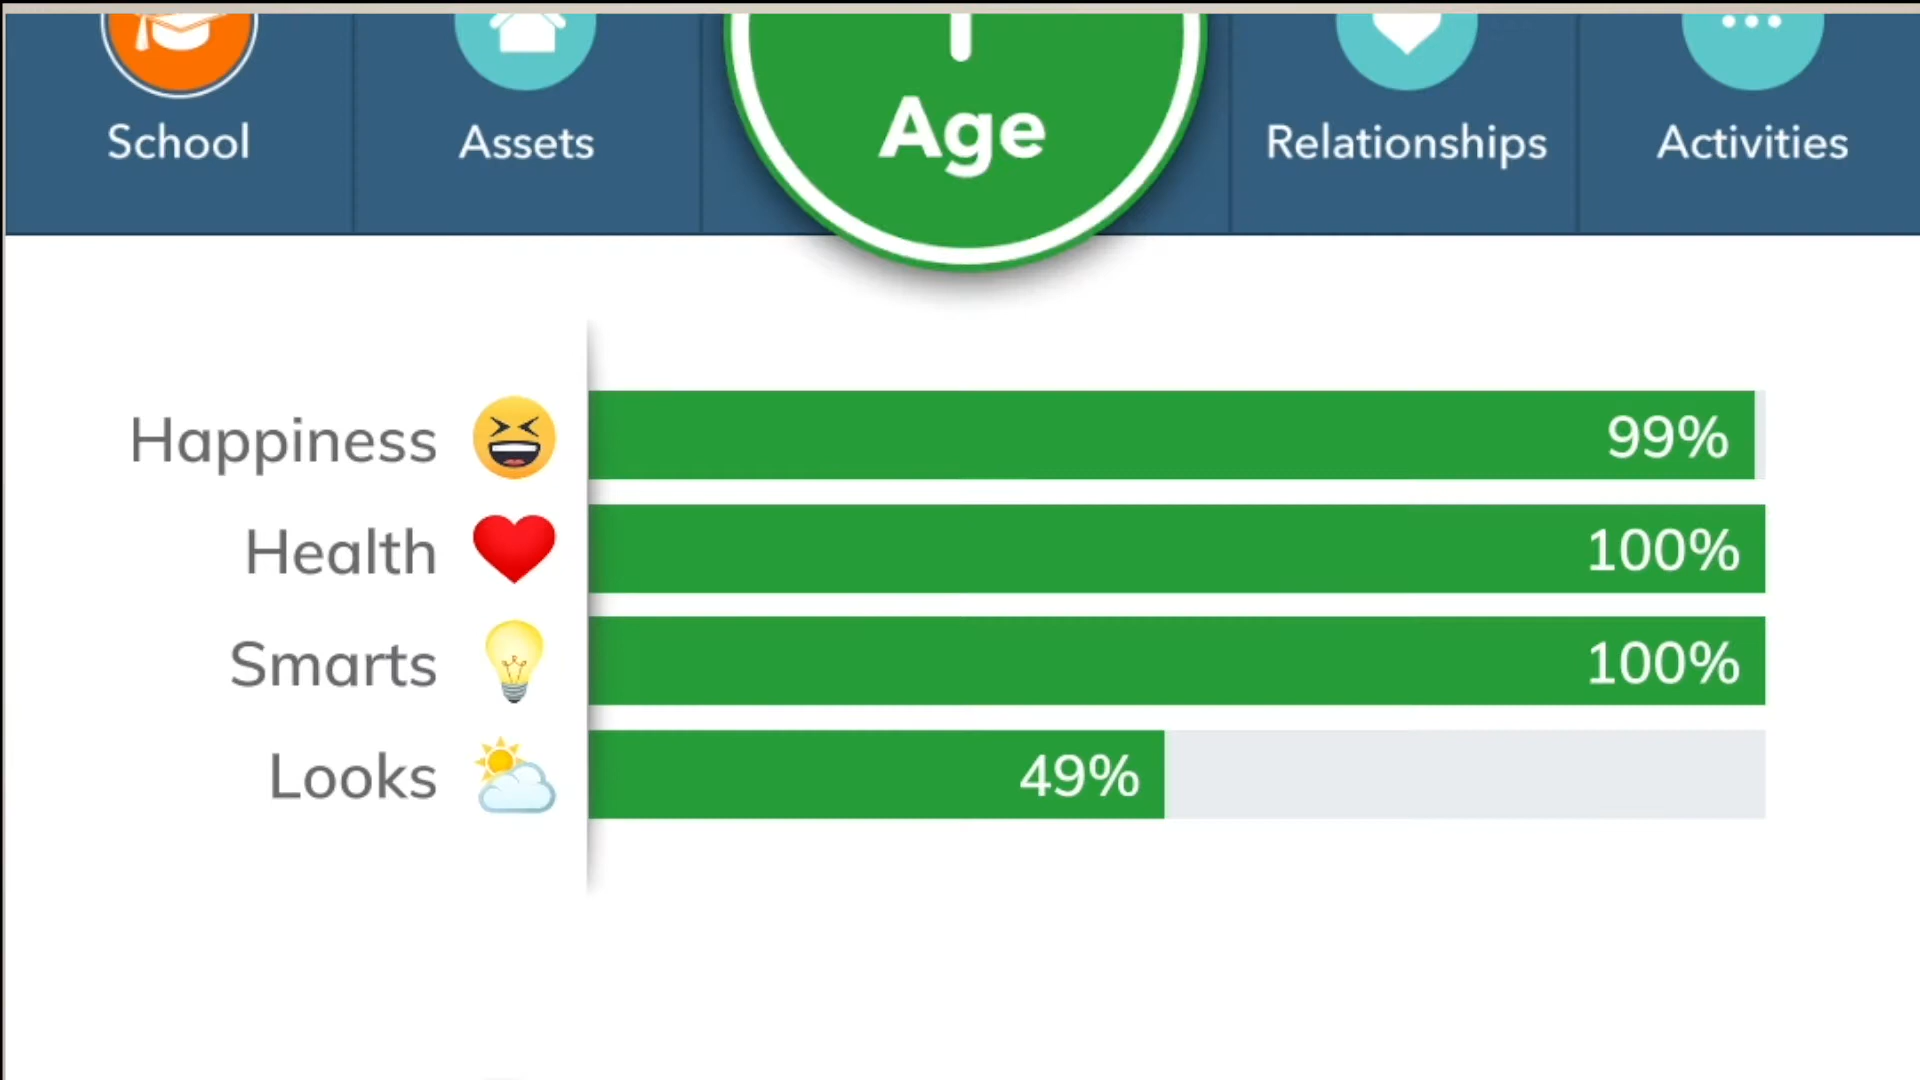 School
Assets
Age
Relationships
Activities
Happiness 99%
Health 100%
Smarts 100%
Looks 49%